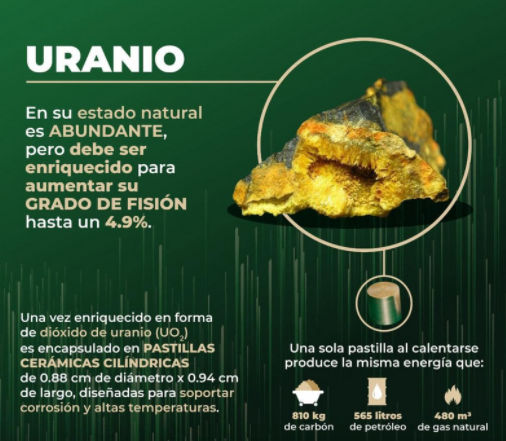 URANIO
En su estado natural
es ABUNDANTE,
pero debe ser
enriquecido para
aumentar su
GRADO DE FISIÓN
hasta un 4.9%.
Una vez enriquecido en forma
de dióxido de uranio (UO₂)
es encapsulado en PASTILLAS
CERÁMICAS CILÍNDRICAS
de 0.88 cm de diámetro x 0.94 cm
de largo, diseñadas para soportar
corrosión y altas temperaturas.
Una sola pastilla al calentarse
produce la misma energía que:
810 kg
de carbón
565 litros
de petróleo
480 m³
de gas natural